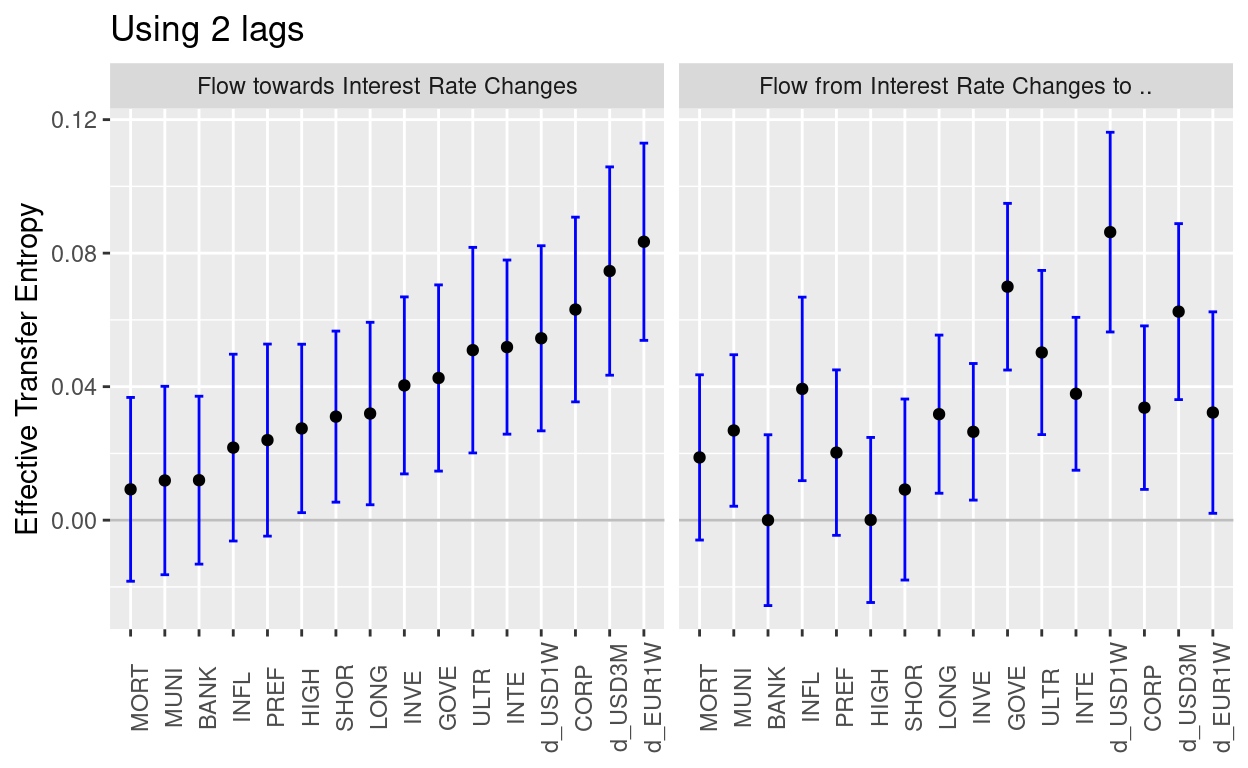 Using 2 lags
Flow towards Interest Rate Changes
Flow from Interest Rate Changes to ..
Effective Transfer Entropy
0.12
0.08
0.04
0.00
MORT
MUNI
BANK
INFL
PREF
HIGH
SHOR
LONG
INVE
GOVE
ULTR
INTE
d_USD1W
CORP
d_USD3M
d_EUR1W
MORT
MUNI
BANK
INFL
PREF
HIGH
SHOR
LONG
INVE
GOVE
ULTR
INTE
d_USD1W
CORP
d_USD3M
d_EUR1W